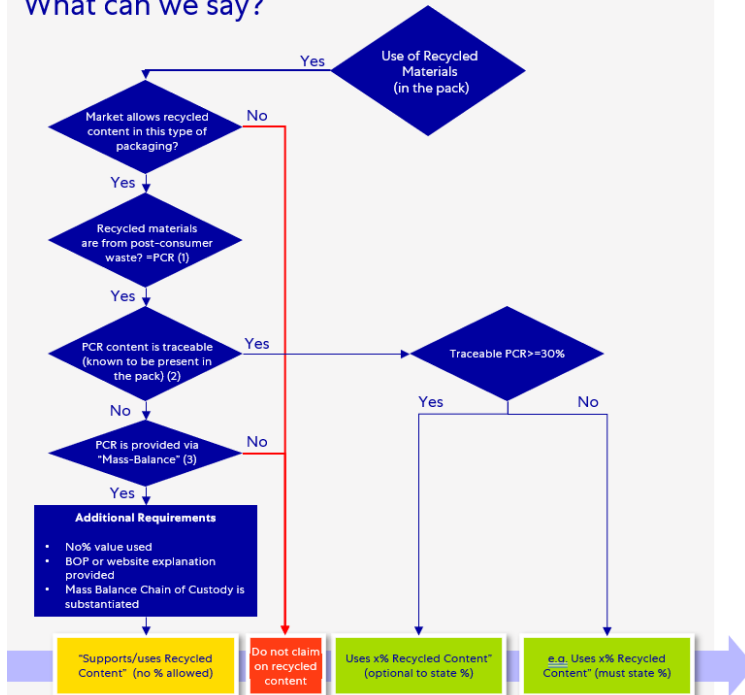 What can we say?
Use of Recycled
Materials
(in the pack)
Yes
Market allows recycled
content in this type of
packaging?
No
Yes
Recycled materials
are from post-consumer
waste? =PCR (1)
Yes
PCR content is traceable
(known to be present in
the pack) (2)
Yes
Traceable PCR>=30%
No
Yes
No
PCR is provided via
"Mass-Balance" (3)
No
Yes
Additional Requirements
• No% value used
• BOP or website explanation
provided
• Mass Balance Chain of Custody is
substantiated
"Supports/uses Recycled
Content" (no % allowed)
Do not claim
on recycled
content
Uses x% Recycled Content"
(optional to state %)
e.g. Uses x% Recycled
Content" (must state %)